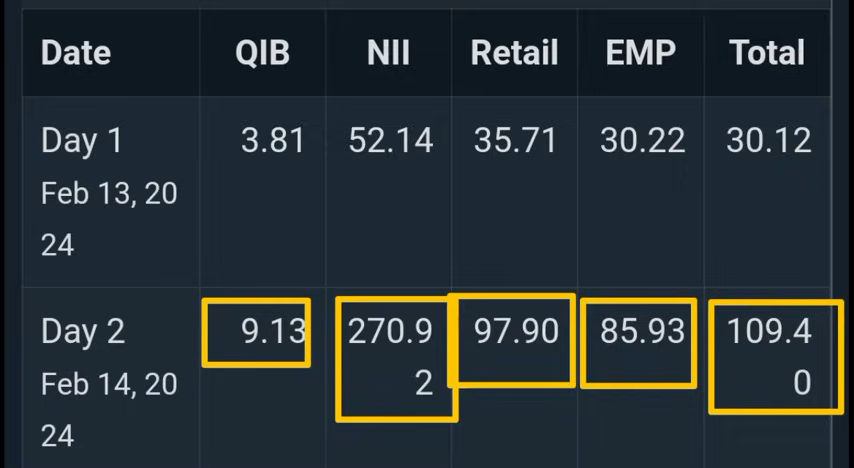 Date QIB NII Retail EMP Total
Day 1 3.81 52.14 35.71 30.22 30.12
Feb 13, 20
24
Day 2 9.13 270.9 97.90 85.93 109.4
Feb 14, 20 2 0
24